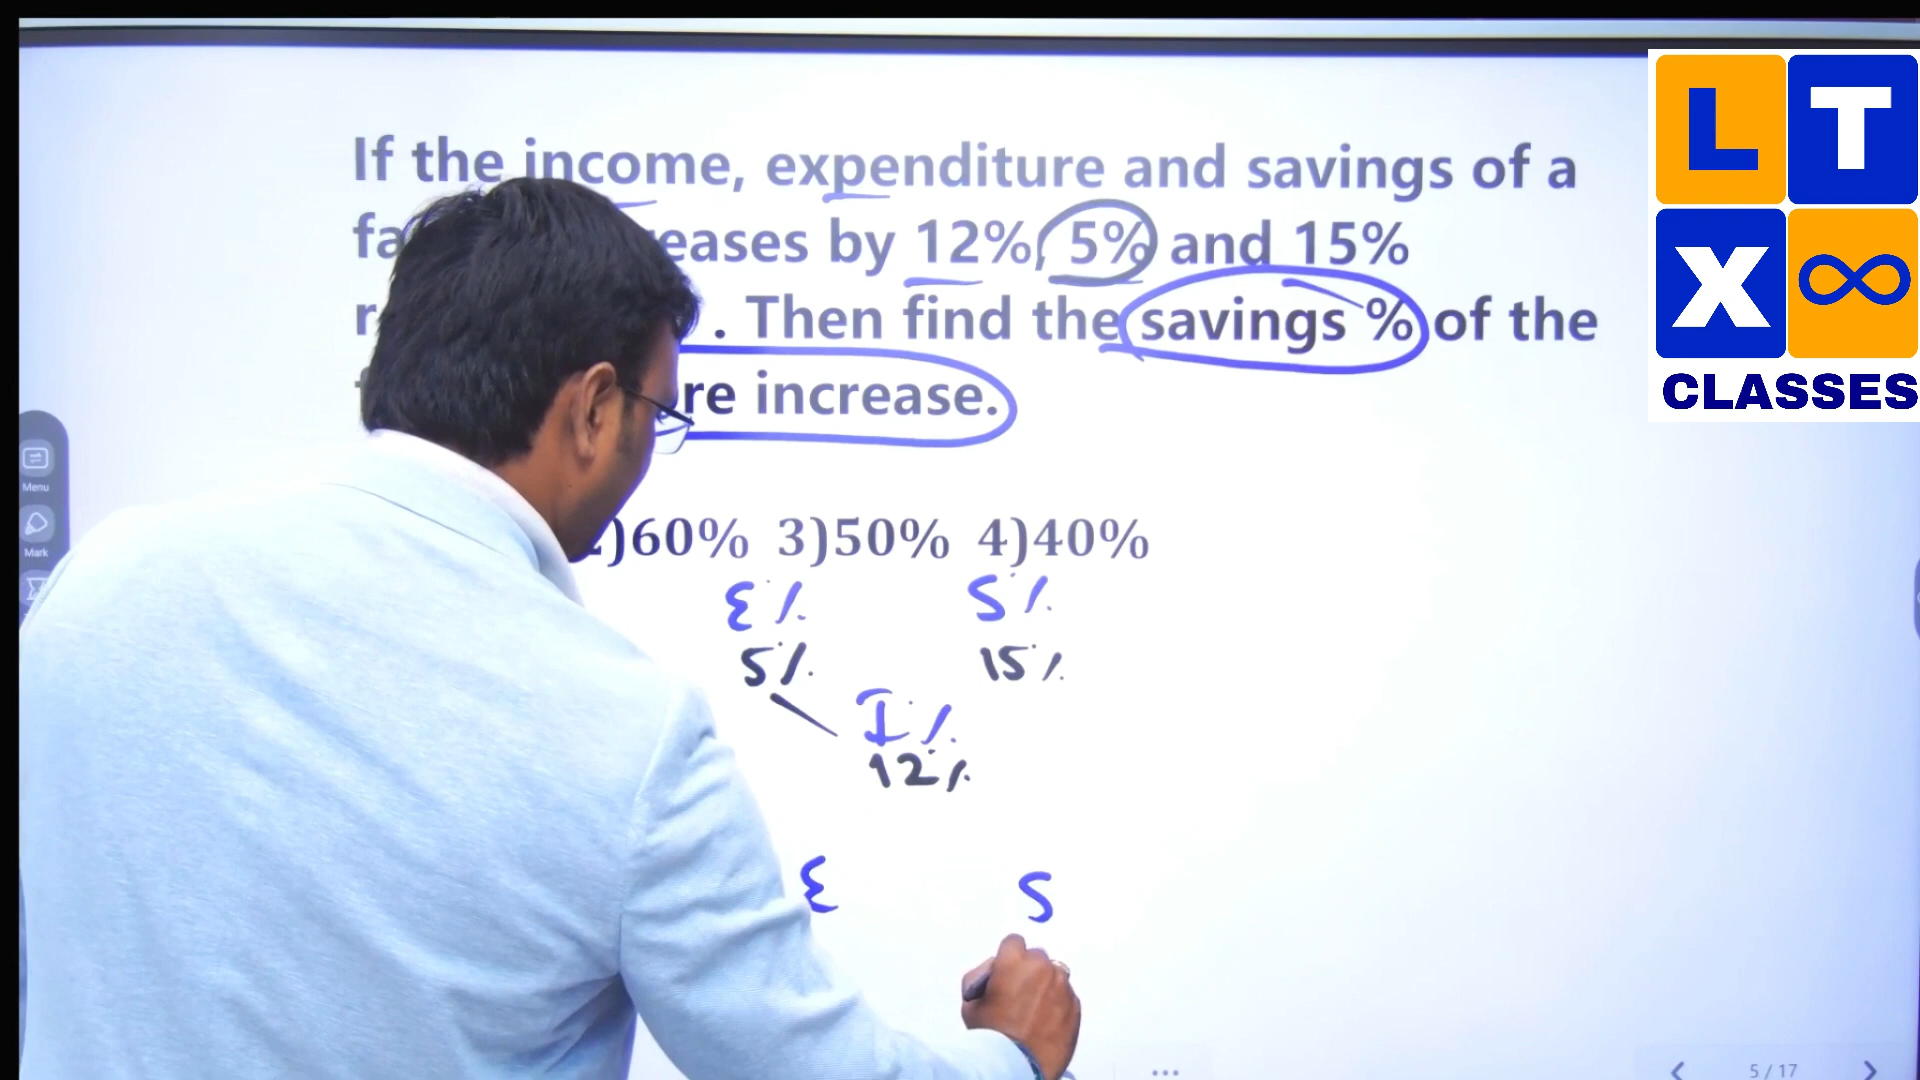 If the income, expenditure and savings of a
eases by 12%, 5% and 15%
. Then find the savings % of the
re increase.
)60% 3)50% 4)40%
E% S%
5% 15%
I%
12%
E S
L T
X ∞
CLASSES
Menu
Mark
5 / 17